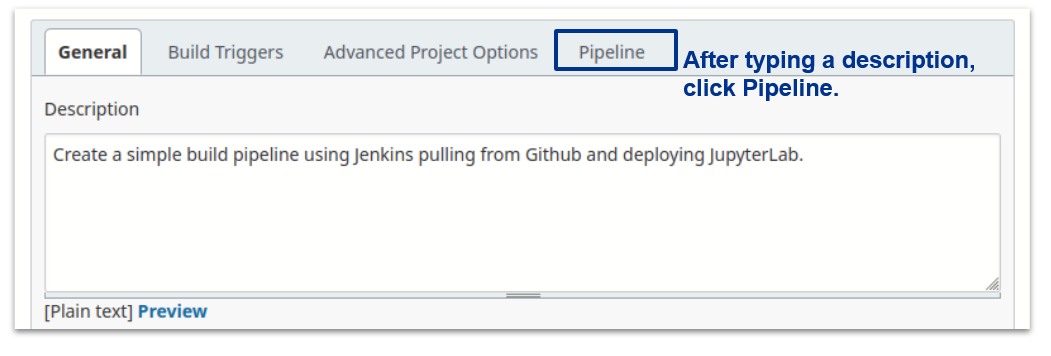 General Build Triggers Advanced Project Options Pipeline
After typing a description,
click Pipeline.
Description
Create a simple build pipeline using Jenkins pulling from Github and deploying JupyterLab.
[Plain text] Preview